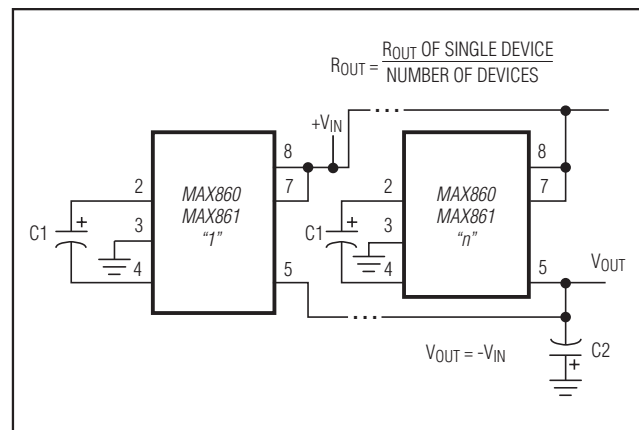 R_OUT = R_OUT OF SINGLE DEVICE
NUMBER OF DEVICES
+V_IN
8
7
2
3
4
5
MAX860
MAX861
"1"
C1
+
8
7
2
3
4
5
MAX860
MAX861
"n"
C1
+
V_OUT
V_OUT = -V_IN
C2
+